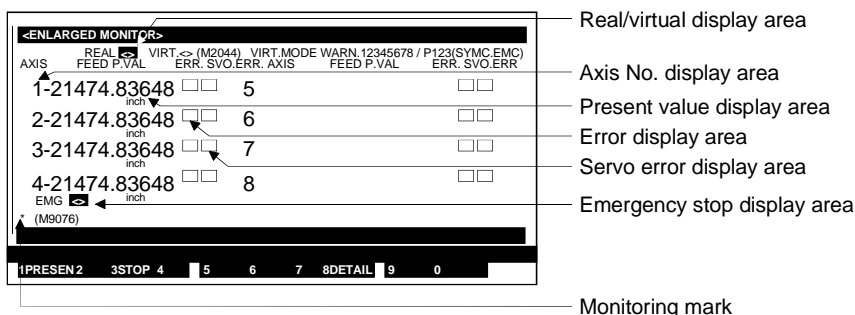 <ENLARGED MONITOR>
REAL <> VIRT.<> (M2044) VIRT.MODE WARN.12345678 / P123(SYMC.EMC)
AXIS FEED P.VAL ERR. SVO.ERR. AXIS FEED P.VAL ERR. SVO.ERR
1-21474.83648 5
inch
2-21474.83648 6
inch
3-21474.83648 7
inch
4-21474.83648 8
inch
EMG <>
* (M9076)
1PRESEN 2 3STOP 4 5 6 7 8DETAIL 9 0
Real/virtual display area
Axis No. display area
Present value display area
Error display area
Servo error display area
Emergency stop display area
Monitoring mark